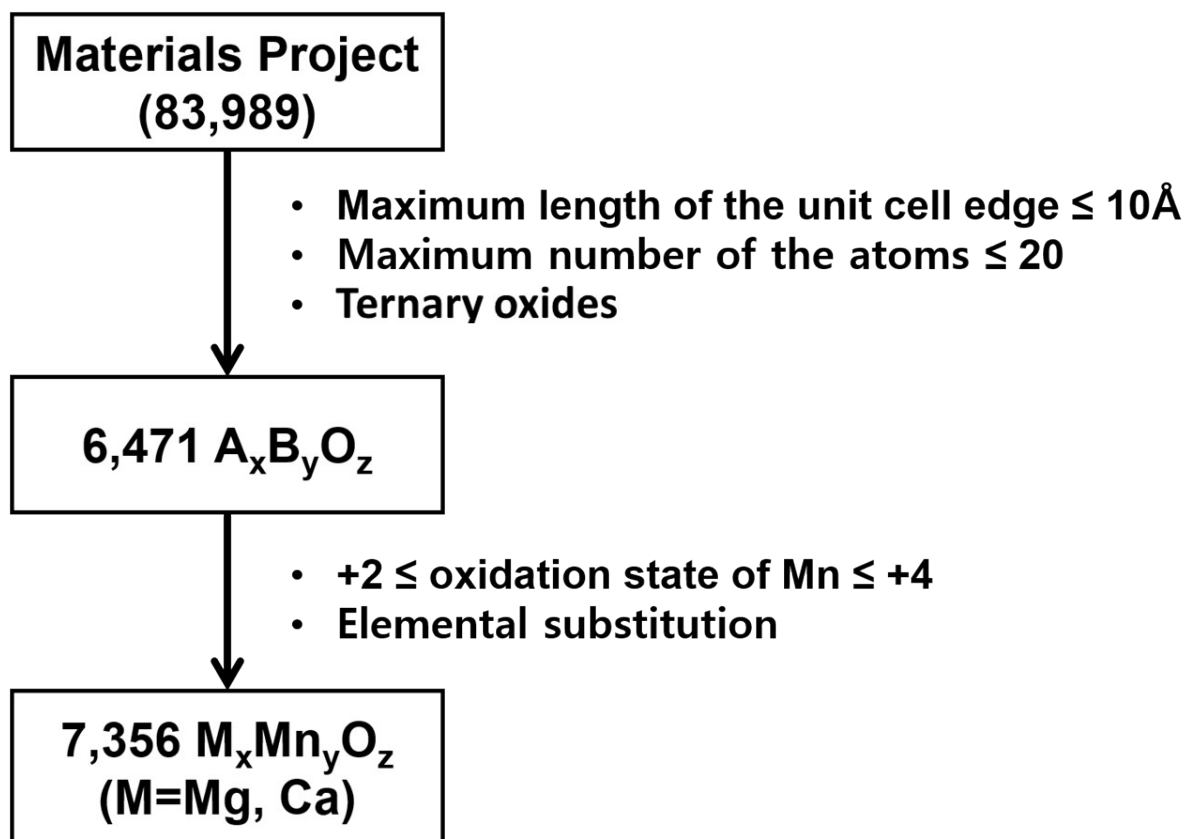 Materials Project
(83,989)
• Maximum length of the unit cell edge ≤ 10Å
• Maximum number of the atoms ≤ 20
• Ternary oxides
6,471 AxByOz
• +2 ≤ oxidation state of Mn ≤ +4
• Elemental substitution
7,356 MxMnyOz
(M=Mg, Ca)